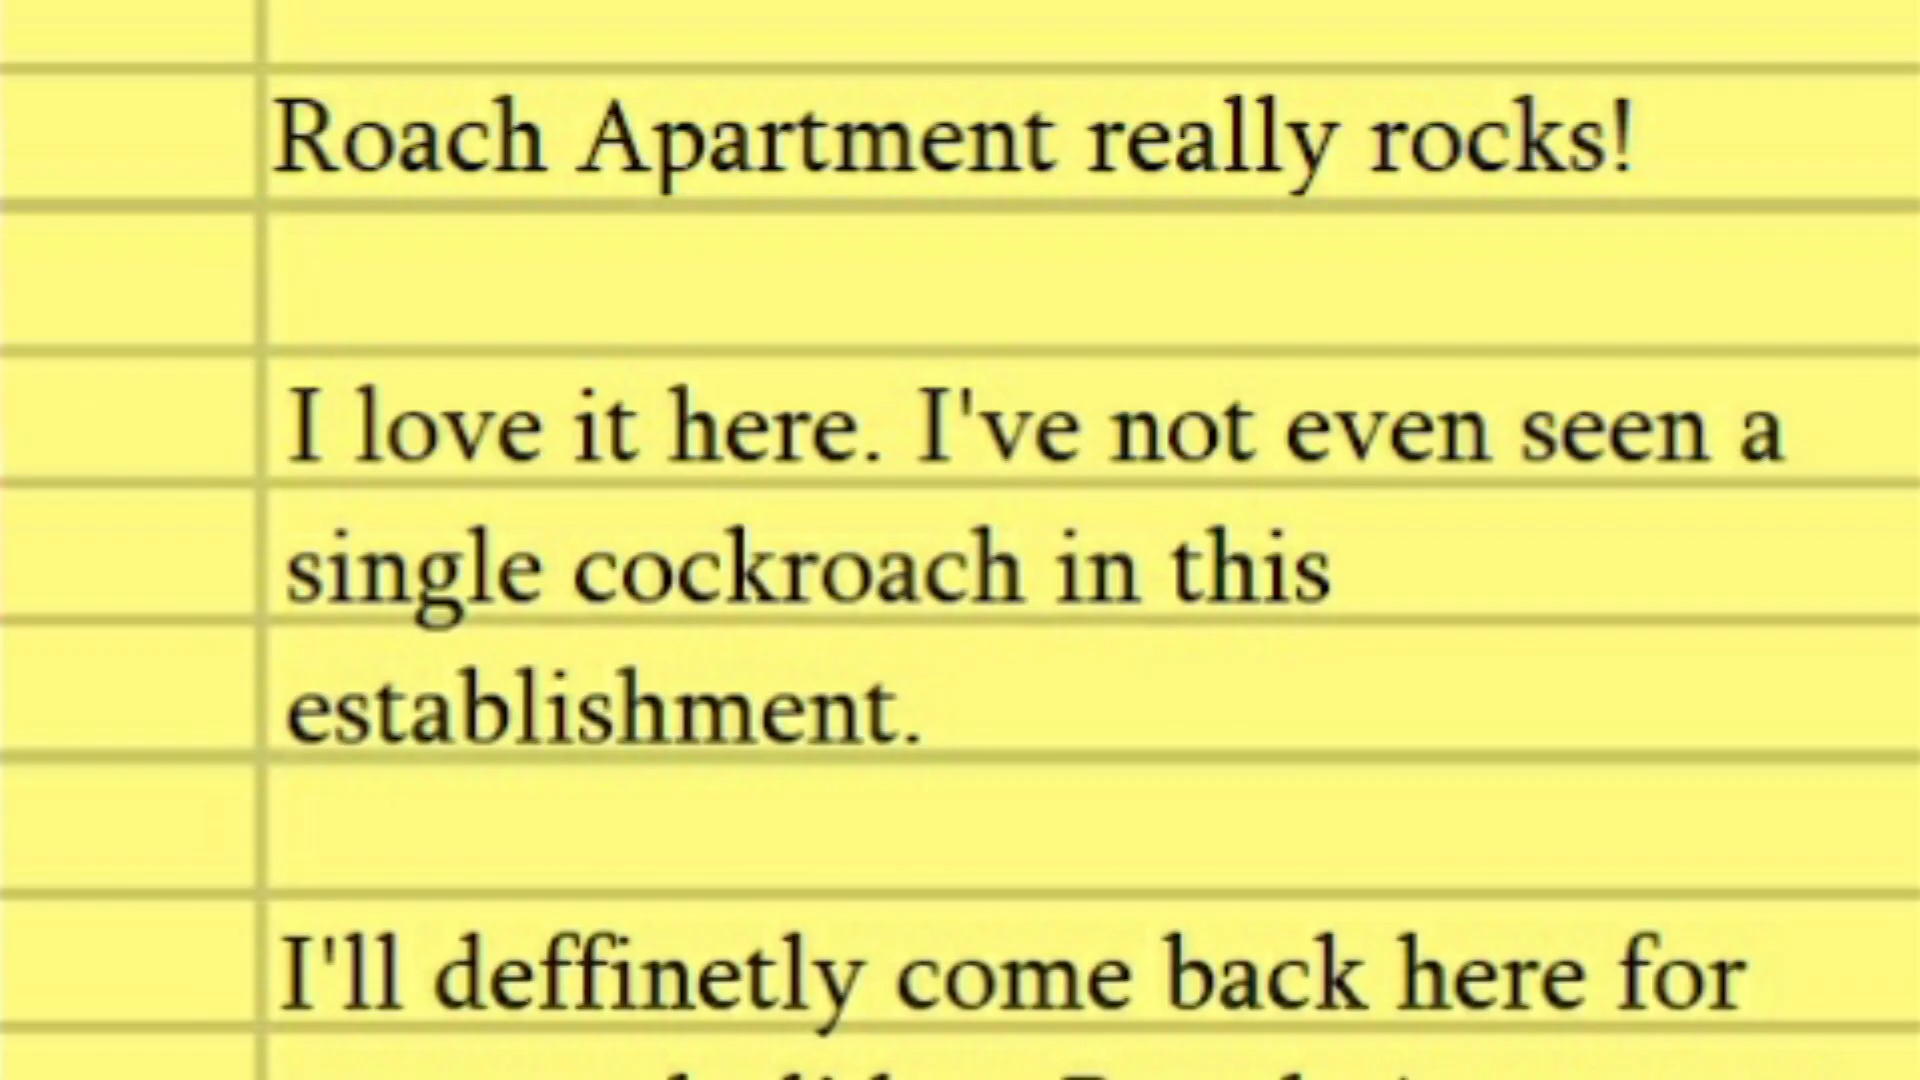 Roach Apartment really rocks!
I love it here. I've not even seen a
single cockroach in this
establishment.
I'll deffinetly come back here for